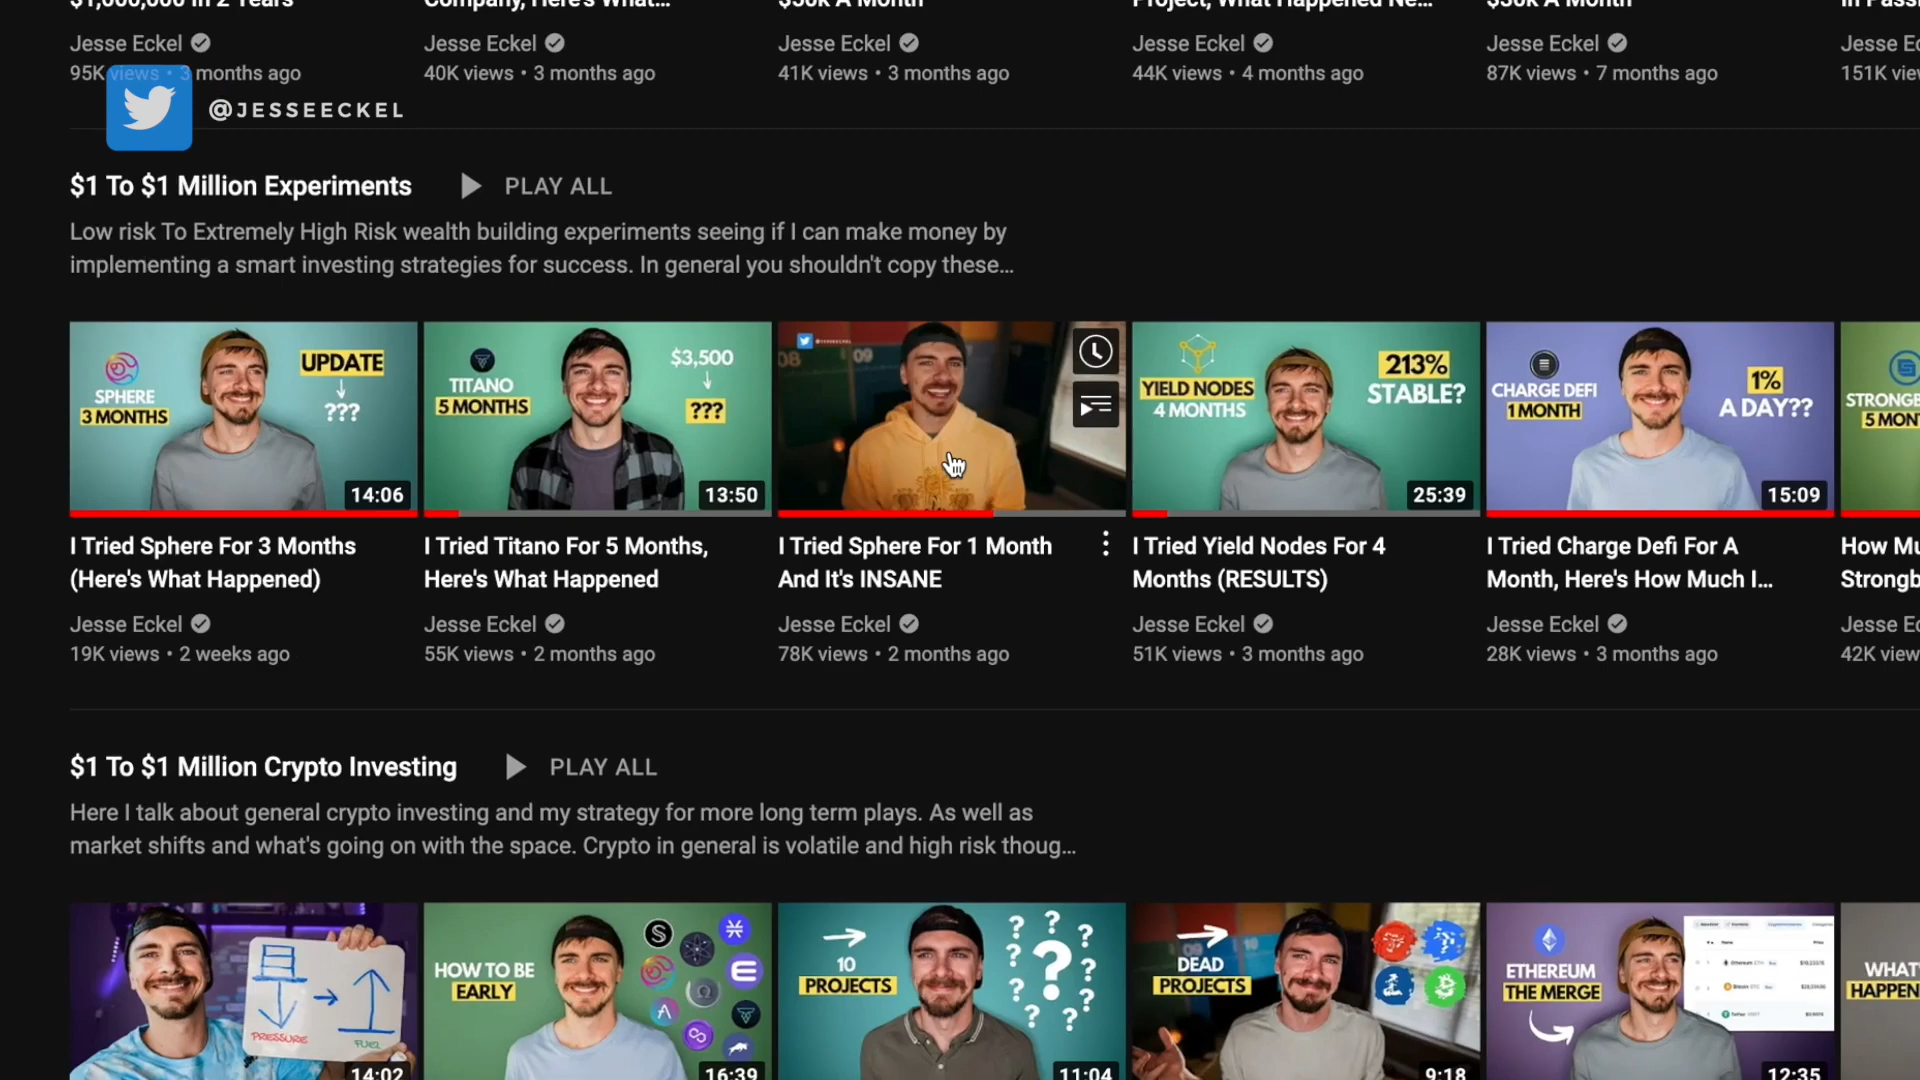 $1,000,000 In 2 Years
Company, Here's What...
$50k A Month
Project, What Happened Ne...
$30k A Month
Jesse Eckel
Jesse Eckel
Jesse Eckel
Jesse Eckel
Jesse Eckel
95K views • 3 months ago
40K views • 3 months ago
41K views • 3 months ago
44K views • 4 months ago
87K views • 7 months ago
151K
@JESSEECKEL
$1 To $1 Million Experiments
PLAY ALL
Low risk To Extremely High Risk wealth building experiments seeing if I can make money by
implementing a smart investing strategies for success. In general you shouldn't copy these...
SPHERE
3 MONTHS
UPDATE
???
14:06
TITANO
5 MONTHS
$3,500
???
13:50
08
09
YIELD NODES
4 MONTHS
213%
STABLE?
25:39
CHARGE DEFI
1 MONTH
1%
A DAY??
15:09
I Tried Sphere For 3 Months
(Here's What Happened)
Jesse Eckel
19K views • 2 weeks ago
I Tried Titano For 5 Months,
Here's What Happened
Jesse Eckel
55K views • 2 months ago
I Tried Sphere For 1 Month
And It's INSANE
Jesse Eckel
78K views • 2 months ago
I Tried Yield Nodes For 4
Months (RESULTS)
Jesse Eckel
51K views • 3 months ago
I Tried Charge Defi For A
Month, Here's How Much I...
Jesse Eckel
28K views • 3 months ago
How
Jesse
42K
$1 To $1 Million Crypto Investing
PLAY ALL
Here I talk about general crypto investing and my strategy for more long term plays. As well as
market shifts and what's going on with the space. Crypto in general is volatile and high risk thoug...
PRESSURE
FUEL
14:02
HOW TO BE
EARLY
16:39
10
PROJECTS
?
11:04
09
DEAD
PROJECTS
9:18
ETHEREUM
THE MERGE
12:35
WHAT'
HAPPEN